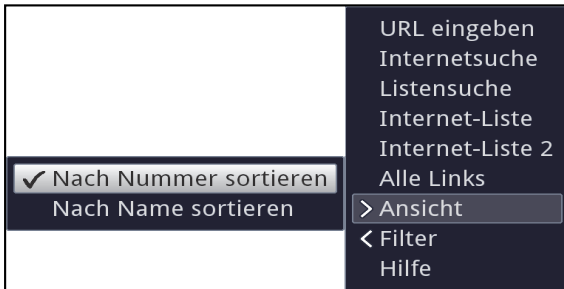 URL eingeben
Internetsuche
Listensuche
Internet-Liste
Internet-Liste 2
Alle Links
Ansicht
Filter
Hilfe
Nach Nummer sortieren
Nach Name sortieren